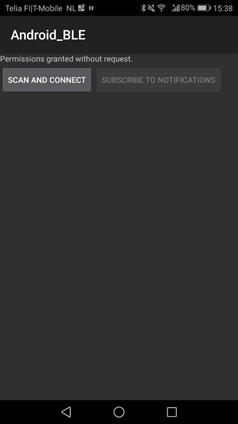 Telia FI|T-Mobile NL 80% 15:38
Android_BLE
Permissions granted without request.
SCAN AND CONNECT SUBSCRIBE TO NOTIFICATIONS